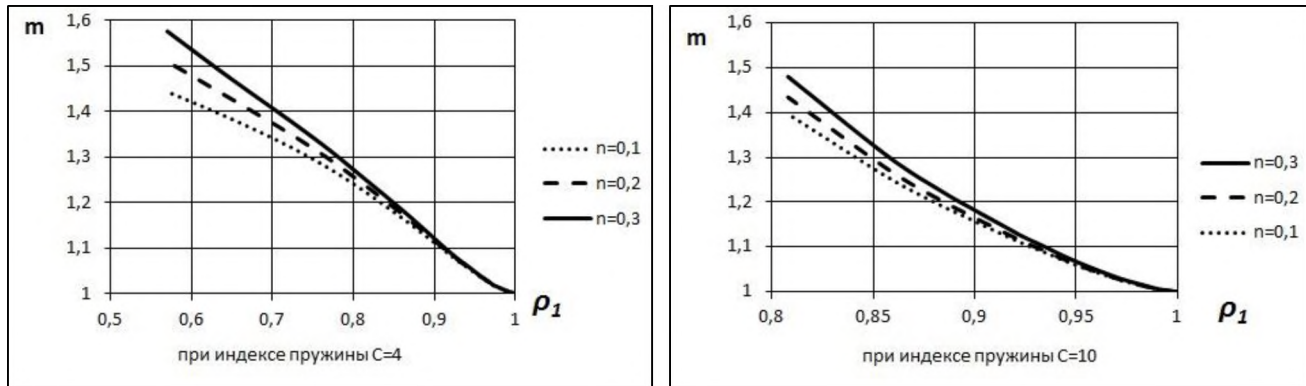 m
1,6
1,5
1,4
1,3
1,2
1,1
1
0,5 0,6 0,7 0,8 0,9 1
ρ₁
при индексе пружины С=4
n=0,1
n=0,2
n=0,3
m
1,6
1,5
1,4
1,3
1,2
1,1
1
0,8 0,85 0,9 0,95 1
ρ₁
при индексе пружины С=10
n=0,3
n=0,2
n=0,1